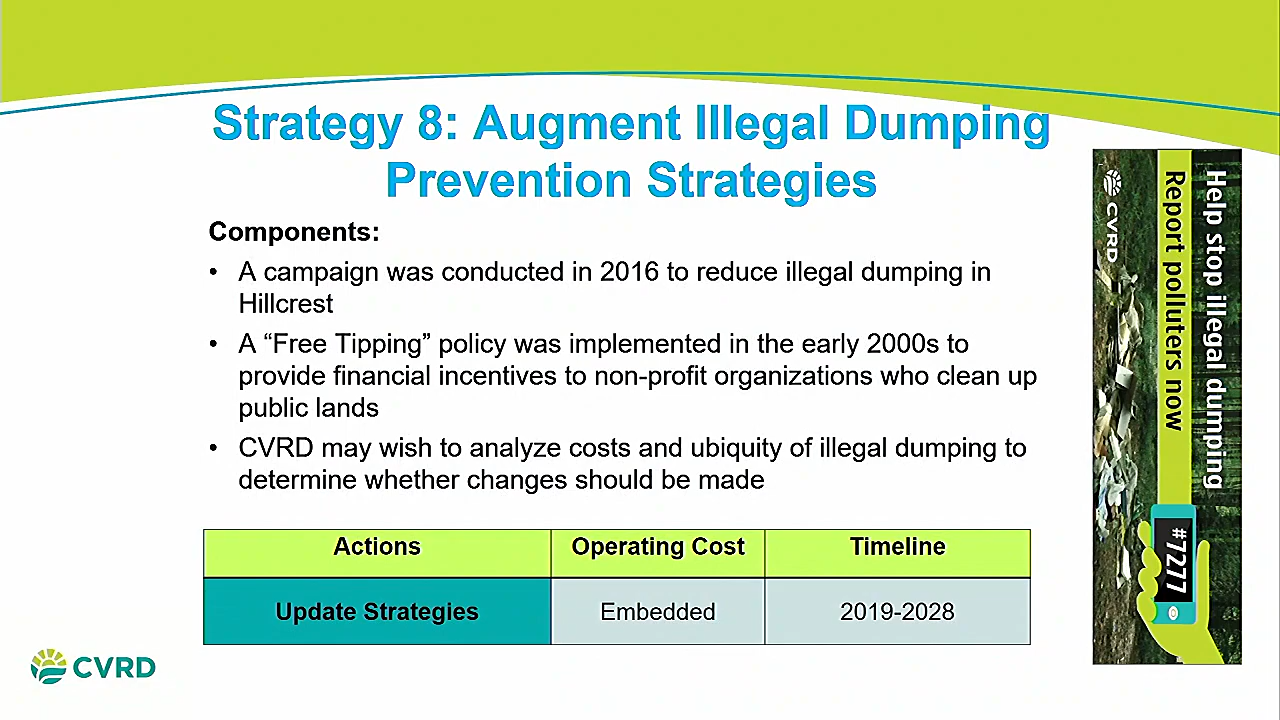 Strategy 8: Augment Illegal Dumping
Prevention Strategies
Components:
• A campaign was conducted in 2016 to reduce illegal dumping in
Hillcrest
• A “Free Tipping” policy was implemented in the early 2000s to
provide financial incentives to non-profit organizations who clean up
public lands
• CVRD may wish to analyze costs and ubiquity of illegal dumping to
determine whether changes should be made
Actions Operating Cost Timeline
Update Strategies Embedded 2019-2028
Help stop illegal dumping
Report polluters now
#7277
CVRD
CVRD